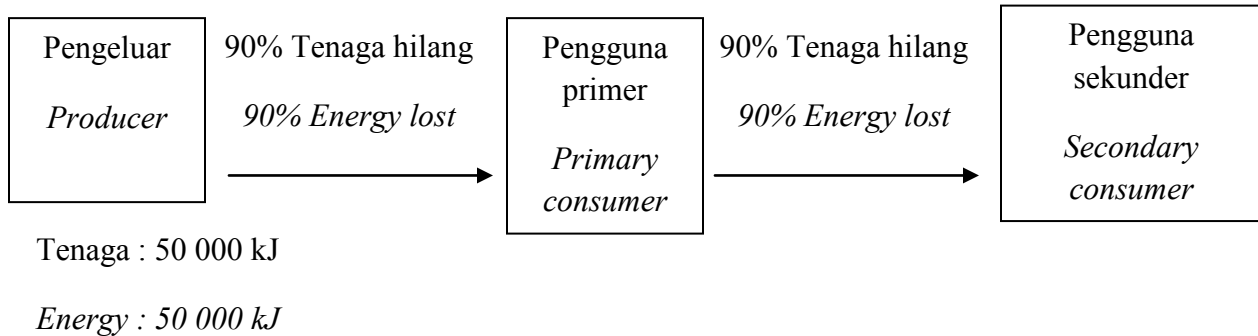 Pengeluar
Producer
90% Tenaga hilang
90% Energy lost
Pengguna
primer
Primary
consumer
90% Tenaga hilang
90% Energy lost
Pengguna
sekunder
Secondary
consumer
Tenaga : 50 000 kJ
Energy : 50 000 kJ